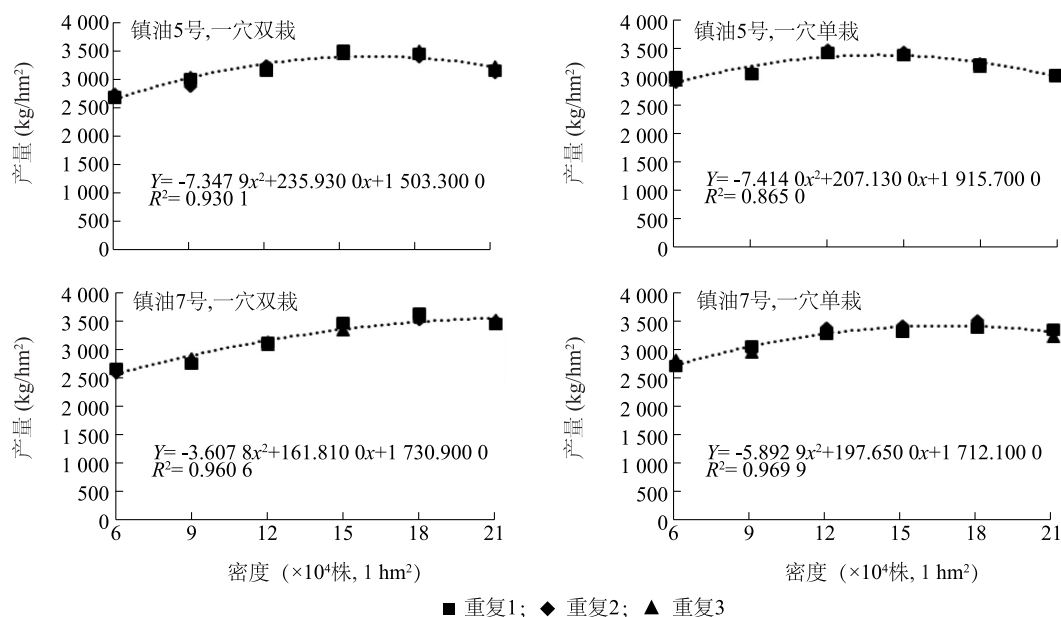 镇油5号,一穴双栽
产量 (kg/hm²)
4 000
3 500
3 000
2 500
2 000
1 500
1 000
500
0
Y= -7.347 9x²+235.930 0x+1 503.300 0
R²= 0.930 1
镇油5号,一穴单栽
产量 (kg/hm²)
4 000
3 500
3 000
2 500
2 000
1 500
1 000
500
0
Y= -7.414 0x²+207.130 0x+1 915.700 0
R²= 0.865 0
镇油7号,一穴双栽
产量 (kg/hm²)
4 000
3 500
3 000
2 500
2 000
1 500
1 000
500
0
Y= -3.607 8x²+161.810 0x+1 730.900 0
R²= 0.960 6
6 9 12 15 18 21
密度 (×10⁴株, 1 hm²)
镇油7号,一穴单栽
产量 (kg/hm²)
4 000
3 500
3 000
2 500
2 000
1 500
1 000
500
0
Y= -5.892 9x²+197.650 0x+1 712.100 0
R²= 0.969 9
6 9 12 15 18 21
密度 (×10⁴株, 1 hm²)
■ 重复1; ◆ 重复2; ▲ 重复3